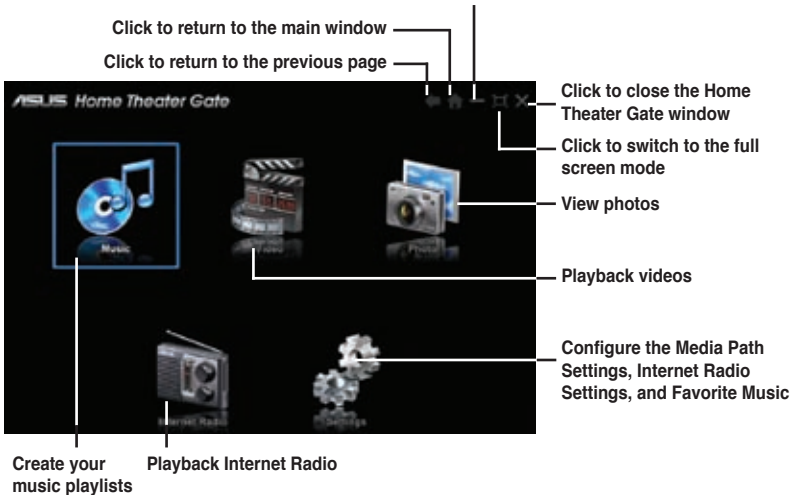 Click to return to the main window
Click to return to the previous page
ASUS Home Theater Gate
Click to close the Home
Theater Gate window
Click to switch to the full
screen mode
View photos
Music
Video
Photo
Playback videos
Configure the Media Path
Settings, Internet Radio
Settings, and Favorite Music
Internet Radio
Settings
Create your
music playlists
Playback Internet Radio